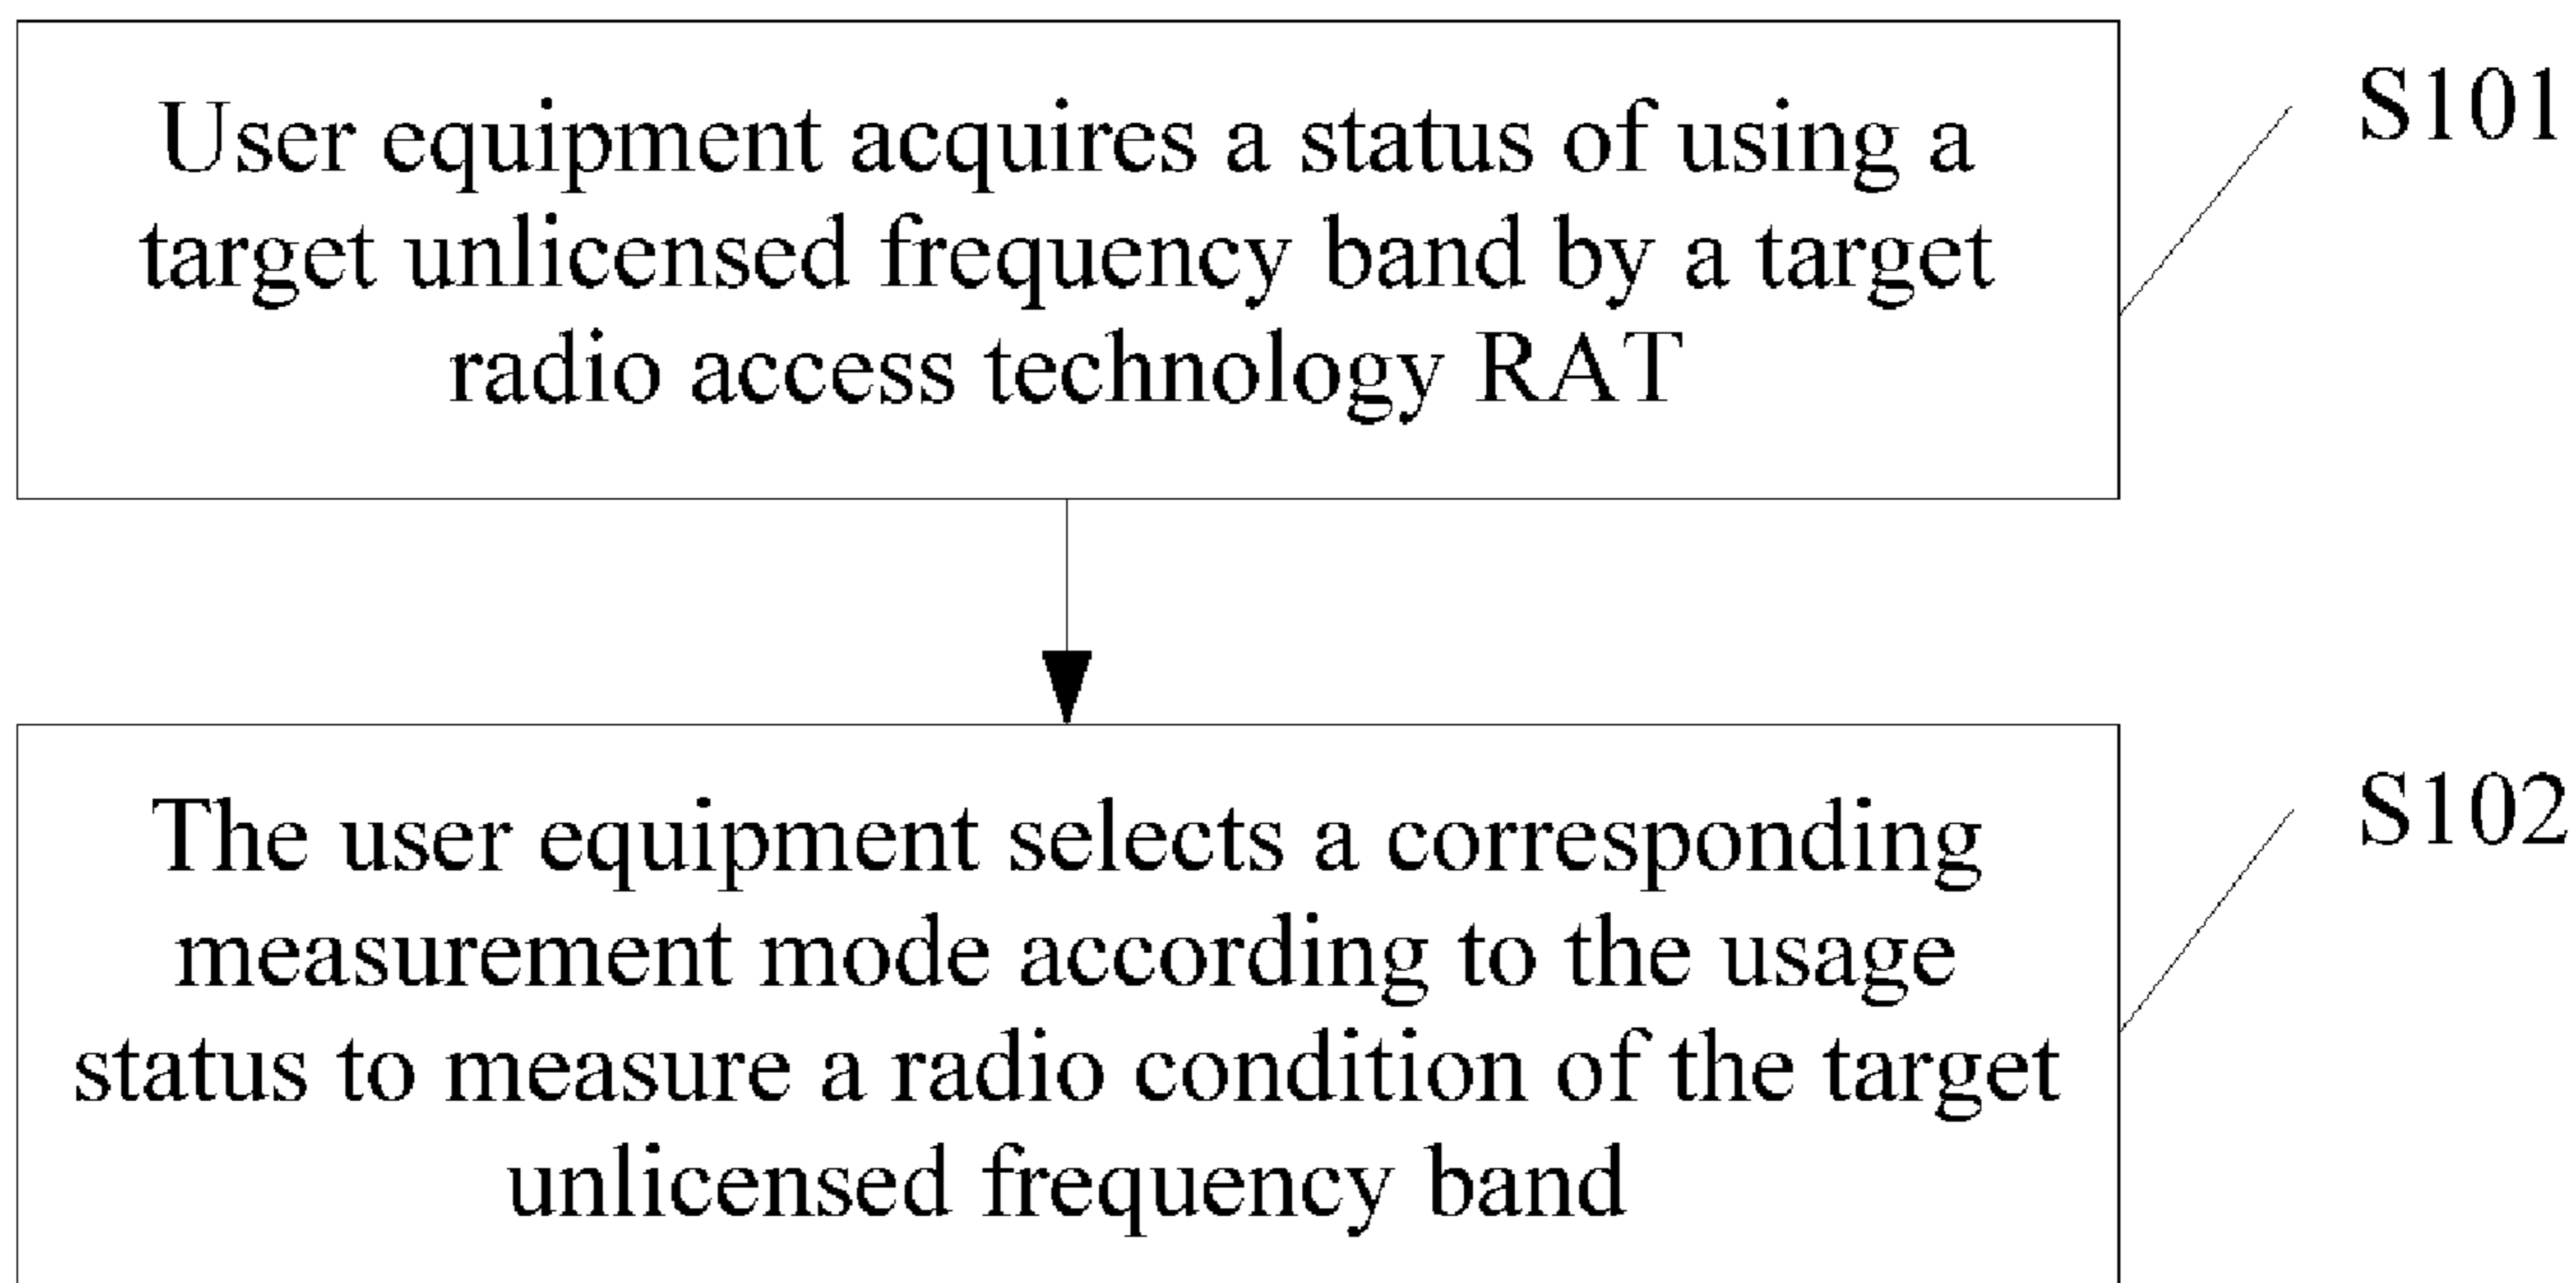 User equipment acquires a status of using a
target unlicensed frequency band by a target
radio access technology RAT
S101
The user equipment selects a corresponding
measurement mode according to the usage
status to measure a radio condition of the target
unlicensed frequency band
S102